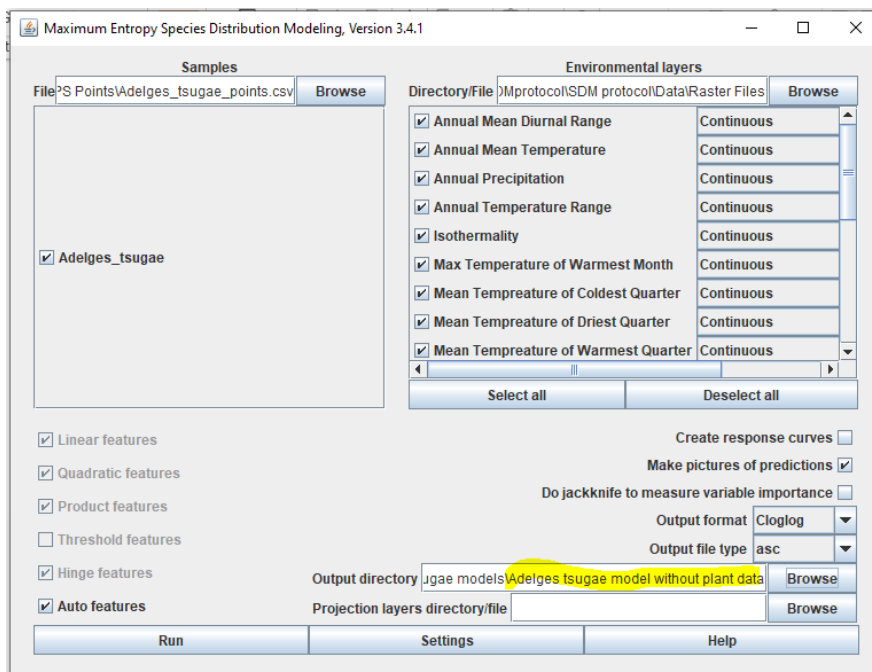 Maximum Entropy Species Distribution Modeling, Version 3.4.1
Samples
File PS Points\Adelges_tsugae_points.csv Browse
Adelges_tsugae
Environmental layers
Directory/File Mprotocol\SDM protocol\Data\Raster Files Browse
Annual Mean Diurnal Range Continuous
Annual Mean Temperature Continuous
Annual Precipitation Continuous
Annual Temperature Range Continuous
Isothermality Continuous
Max Temperature of Warmest Month Continuous
Mean Tempreature of Coldest Quarter Continuous
Mean Tempreature of Driest Quarter Continuous
Mean Tempreature of Warmest Quarter Continuous
Select all Deselect all
Linear features
Quadratic features
Product features
Threshold features
Hinge features
Auto features
Create response curves
Make pictures of predictions
Do jackknife to measure variable importance
Output format Cloglog
Output file type asc
Output directory ugae models\Adelges tsugae model without plant data Browse
Projection layers directory/file Browse
Run Settings Help